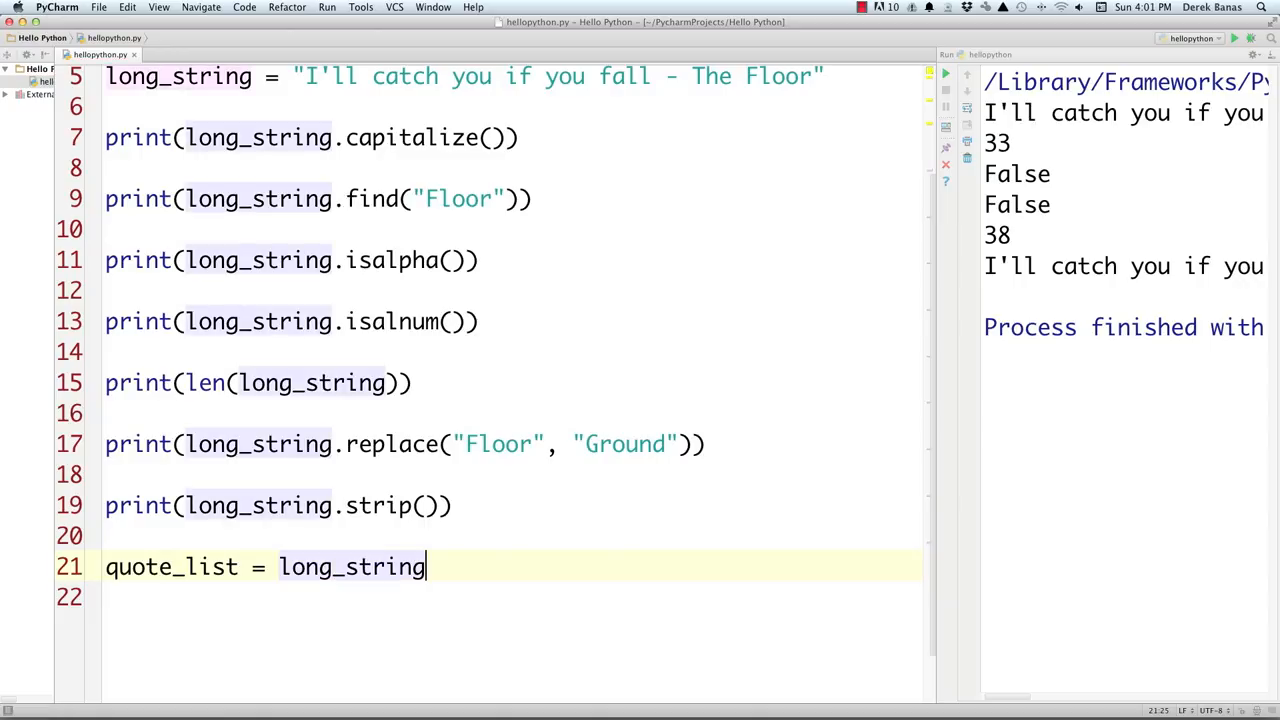 PyCharm File Edit View Navigate Code Refactor Run Tools VCS Window Help 10 Sun 4:01 PM Derek Banas
hellopython.py - [~/PycharmProjects/Hello Python]
Hello Python hellopython.py hellopython
hellopython.py × Run hellopython
Hello
hell
Externa
5 long_string = "I'll catch you if you fall - The Floor"
6
7 print(long_string.capitalize())
8
9 print(long_string.find("Floor"))
10
11 print(long_string.isalpha())
12
13 print(long_string.isalnum())
14
15 print(len(long_string))
16
17 print(long_string.replace("Floor", "Ground"))
18
19 print(long_string.strip())
20
21 quote_list = long_string
22
/Library/Frameworks/Py
I'll catch you if you
33
False
False
38
I'll catch you if you
Process finished with
21:25 LF UTF-8